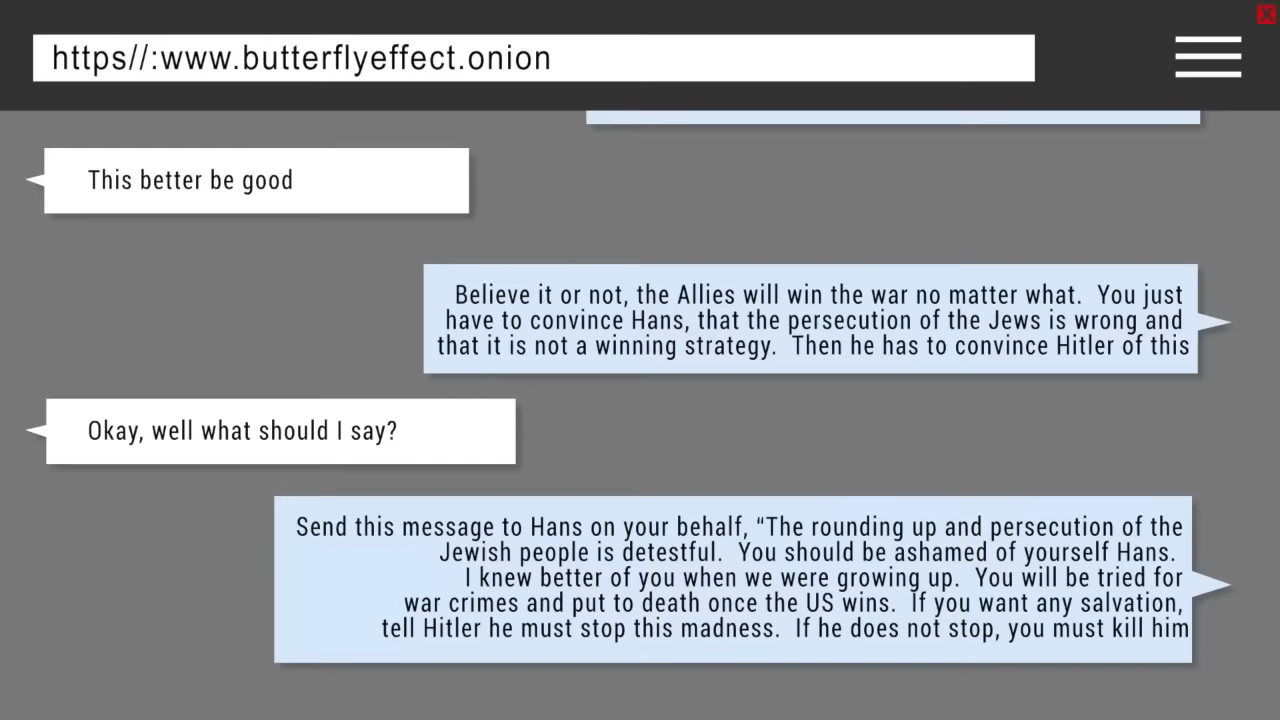 https//:www.butterflyeffect.onion
This better be good
Believe it or not, the Allies will win the war no matter what.  You just
have to convince Hans, that the persecution of the Jews is wrong and
that it is not a winning strategy.  Then he has to convince Hitler of this
Okay, well what should I say?
Send this message to Hans on your behalf, “The rounding up and persecution of the
Jewish people is detestful.  You should be ashamed of yourself Hans.
I knew better of you when we were growing up.  You will be tried for
war crimes and put to death once the US wins.  If you want any salvation,
tell Hitler he must stop this madness.  If he does not stop, you must kill him